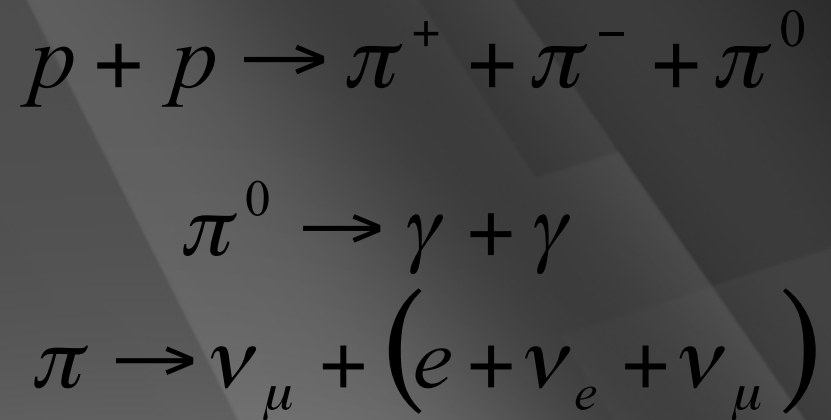 p + p → π⁺ + π⁻ + π⁰
π⁰ → γ + γ
π → ν_μ + (e + ν_e + ν_μ)